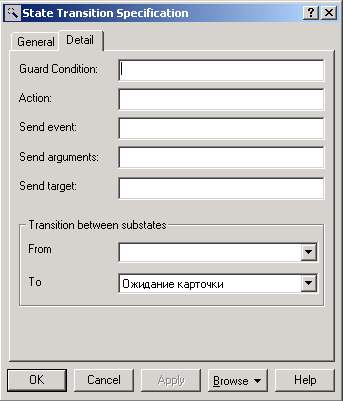 State Transition Specification
General Detail
Guard Condition:
Action:
Send event:
Send arguments:
Send target:
Transition between substates
From
To Ожидание карточки
OK Cancel Apply Browse Help